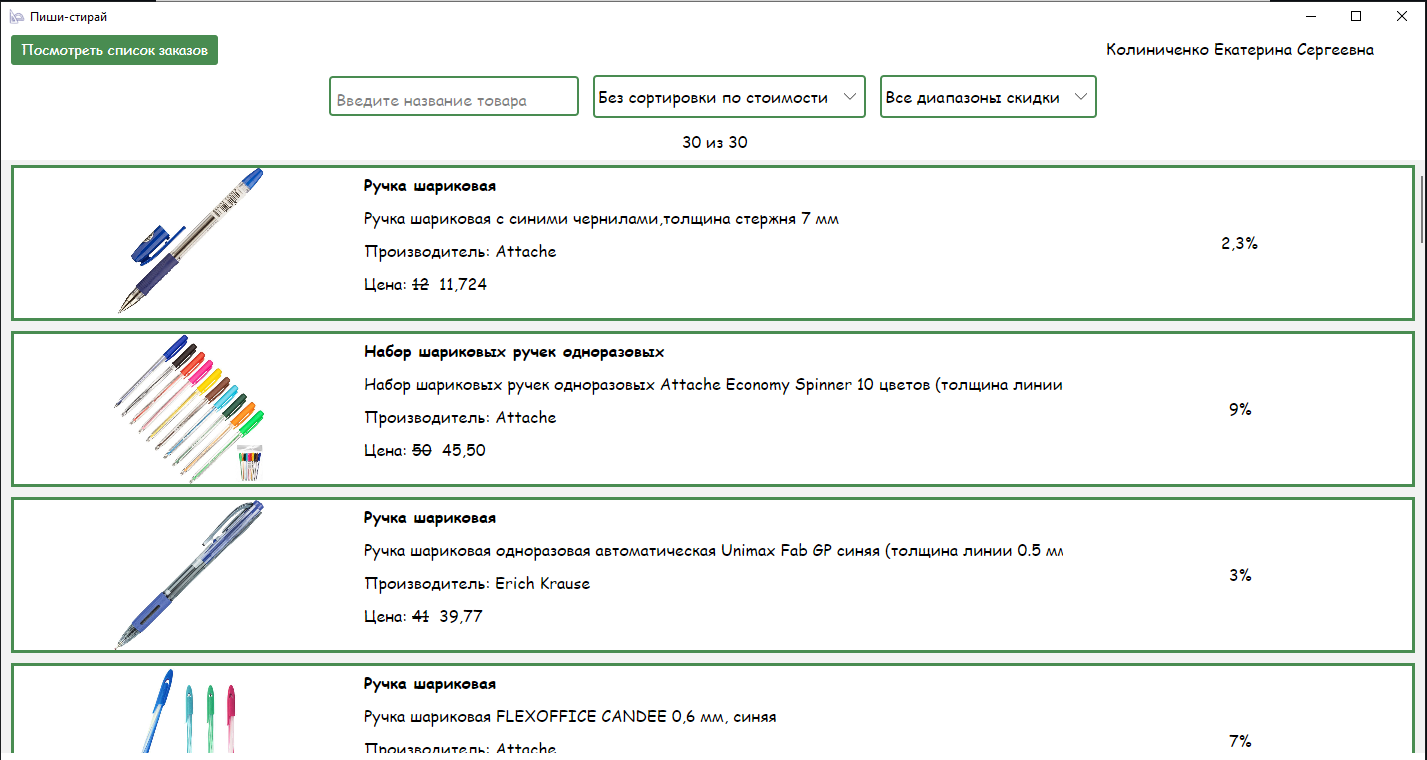 Пиши-стирай
Посмотреть список заказов
Колиниченко Екатерина Сергеевна
Введите название товара
Без сортировки по стоимости
Все диапазоны скидки
30 из 30
Ручка шариковая
Ручка шариковая с синими чернилами,толщина стержня 7 мм
Производитель: Attache
Цена: 12 11,724
2,3%
Набор шариковых ручек одноразовых
Набор шариковых ручек одноразовых Attache Economy Spinner 10 цветов (толщина линии
Производитель: Attache
Цена: 50 45,50
9%
Ручка шариковая
Ручка шариковая одноразовая автоматическая Unimax Fab GP синяя (толщина линии 0.5 мм
Производитель: Erich Krause
Цена: 41 39,77
3%
Ручка шариковая
Ручка шариковая FLEXOFFICE CANDEE 0,6 мм, синяя
Производитель: Attache
7%